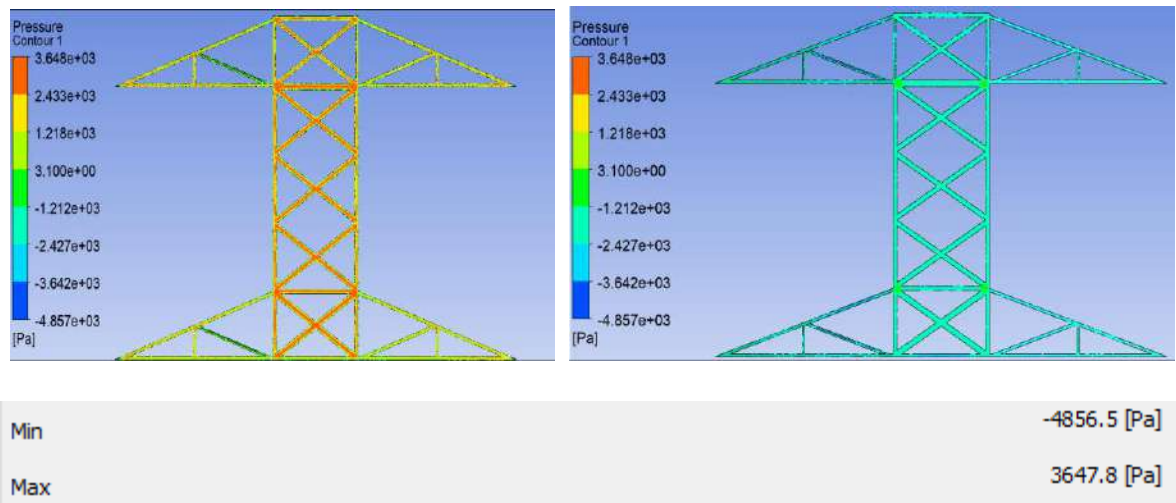 Pressure
Contour 1
3.648e+03
2.433e+03
1.218e+03
3.100e+00
-1.212e+03
-2.427e+03
-3.642e+03
-4.857e+03
[Pa]
Pressure
Contour 1
3.648e+03
2.433e+03
1.218e+03
3.100e+00
-1.212e+03
-2.427e+03
-3.642e+03
-4.857e+03
[Pa]
Min -4856.5 [Pa]
Max 3647.8 [Pa]